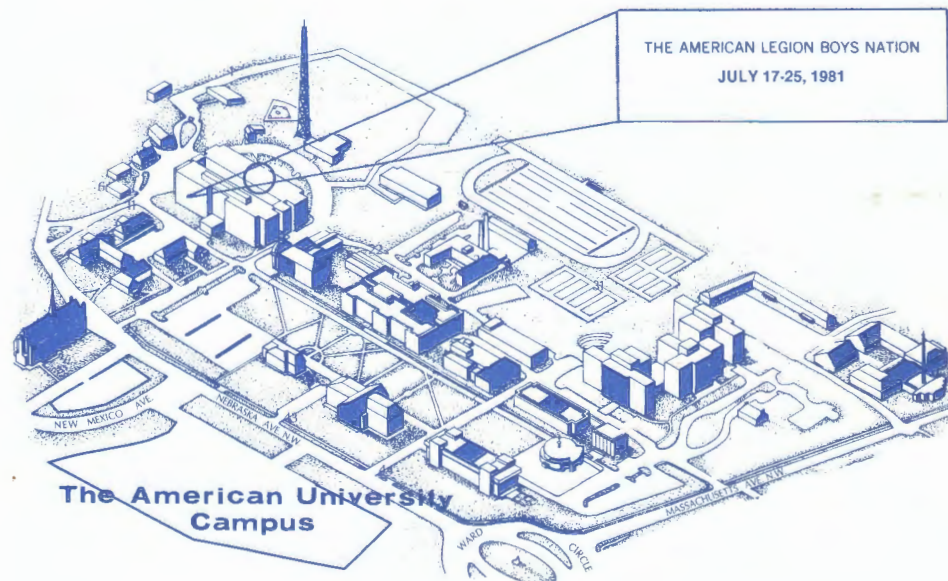 THE AMERICAN LEGION BOYS NATION
JULY 17-25, 1981
31
NEW MEXICO AVE.
NEBRASKA AVE N.W.
The American University
Campus
MASSACHUSETTS AVE N.W.
WARD
CIRCLE